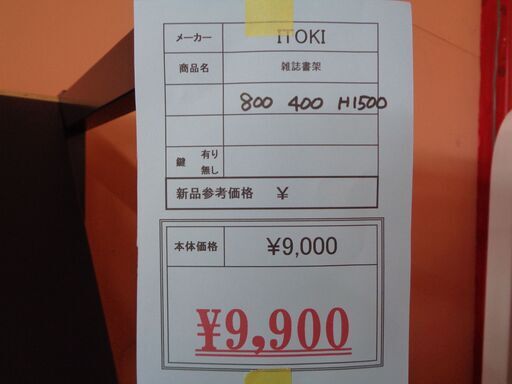 メーカー ITOKI
商品名 雑誌書架
800 400 H1500
鍵 有り
無し
新品参考価格 ¥
本体価格 ¥9,000
¥9,900